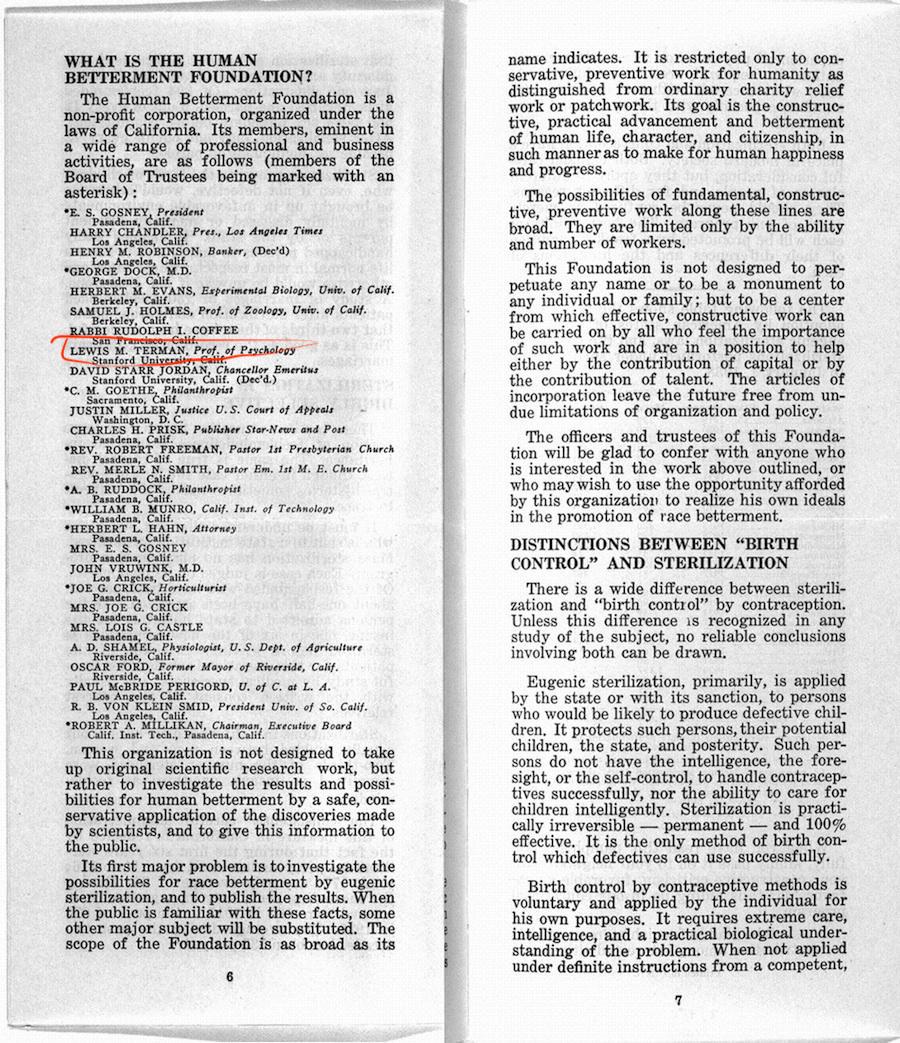 WHAT IS THE HUMAN
BETTERMENT FOUNDATION?
The Human Betterment Foundation is a
non-profit corporation, organized under the
laws of California. Its members, eminent in
a wide range of professional and business
activities, are as follows (members of the
Board of Trustees being marked with an
asterisk) :
*E. S. GOSNEY, President
Pasadena, Calif.
HARRY CHANDLER, Pres., Los Angeles Times
Los Angeles, Calif.
HENRY M. ROBINSON, Banker, (Dec'd)
Los Angeles, Calif.
*GEORGE DOCK, M.D.
Pasadena, Calif.
HERBERT M. EVANS, Experimental Biology, Univ. of Calif.
Berkeley, Calif.
SAMUEL J. HOLMES, Prof. of Zoology, Univ. of Calif.
Berkeley, Calif.
RABBI RUDOLPH I. COFFEE
San Francisco, Calif.
LEWIS M. TERMAN, Prof. of Psychology
Stanford University, Calif.
DAVID STARR JORDAN, Chancellor Emeritus
Stanford University, Calif. (Dec'd.)
*C. M. GOETHE, Philanthropist
Sacramento, Calif.
JUSTIN MILLER, Justice U. S. Court of Appeals
Washington, D. C.
CHARLES H. PRISK, Publisher Star-News and Post
Pasadena, Calif.
*REV. ROBERT FREEMAN, Pastor 1st Presbyterian Church
Pasadena, Calif.
REV. MERLE N. SMITH, Pastor Em. 1st M. E. Church
Pasadena, Calif.
*A. B. RUDDOCK, Philanthropist
Pasadena, Calif.
*WILLIAM B. MUNRO, Calif. Inst. of Technology
Pasadena, Calif.
*HERBERT L. HAHN, Attorney
Pasadena, Calif.
MRS. E. S. GOSNEY
Pasadena, Calif.
JOHN VRUWINK, M.D.
Los Angeles, Calif.
*JOE G. CRICK, Horticulturist
Pasadena, Calif.
MRS. JOE G. CRICK
Pasadena, Calif.
MRS. LOIS G. CASTLE
Pasadena, Calif.
A. D. SHAMEL, Physiologist, U. S. Dept. of Agriculture
Riverside, Calif.
OSCAR FORD, Former Mayor of Riverside, Calif.
Riverside, Calif.
PAUL McBRIDE PERIGORD, U. of C. at L. A.
Los Angeles, Calif.
R. B. VON KLEIN SMID, President Univ. of So. Calif.
Los Angeles, Calif.
*ROBERT A. MILLIKAN, Chairman, Executive Board
Calif. Inst. Tech., Pasadena, Calif.
This organization is not designed to take
up original scientific research work, but
rather to investigate the results and possi-
bilities for human betterment by a safe, con-
servative application of the discoveries made
by scientists, and to give this information to
the public.
Its first major problem is to investigate the
possibilities for race betterment by eugenic
sterilization, and to publish the results. When
the public is familiar with these facts, some
other major subject will be substituted. The
scope of the Foundation is as broad as its
6
name indicates. It is restricted only to con-
servative, preventive work for humanity as
distinguished from ordinary charity relief
work or patchwork. Its goal is the construc-
tive, practical advancement and betterment
of human life, character, and citizenship, in
such manner as to make for human happiness
and progress.
The possibilities of fundamental, construc-
tive, preventive work along these lines are
broad. They are limited only by the ability
and number of workers.
This Foundation is not designed to per-
petuate any name or to be a monument to
any individual or family; but to be a center
from which effective, constructive work can
be carried on by all who feel the importance
of such work and are in a position to help
either by the contribution of capital or by
the contribution of talent. The articles of
incorporation leave the future free from un-
due limitations of organization and policy.
The officers and trustees of this Founda-
tion will be glad to confer with anyone who
is interested in the work above outlined, or
who may wish to use the opportunity afforded
by this organization to realize his own ideals
in the promotion of race betterment.
DISTINCTIONS BETWEEN "BIRTH
CONTROL" AND STERILIZATION
There is a wide difference between sterili-
zation and "birth control" by contraception.
Unless this difference is recognized in any
study of the subject, no reliable conclusions
involving both can be drawn.
Eugenic sterilization, primarily, is applied
by the state or with its sanction, to persons
who would be likely to produce defective chil-
dren. It protects such persons, their potential
children, the state, and posterity. Such per-
sons do not have the intelligence, the fore-
sight, or the self-control, to handle contracep-
tives successfully, nor the ability to care for
children intelligently. Sterilization is practi-
cally irreversible — permanent — and 100%
effective. It is the only method of birth con-
trol which defectives can use successfully.
Birth control by contraceptive methods is
voluntary and applied by the individual for
his own purposes. It requires extreme care,
intelligence, and a practical biological under-
standing of the problem. When not applied
under definite instructions from a competent,
7